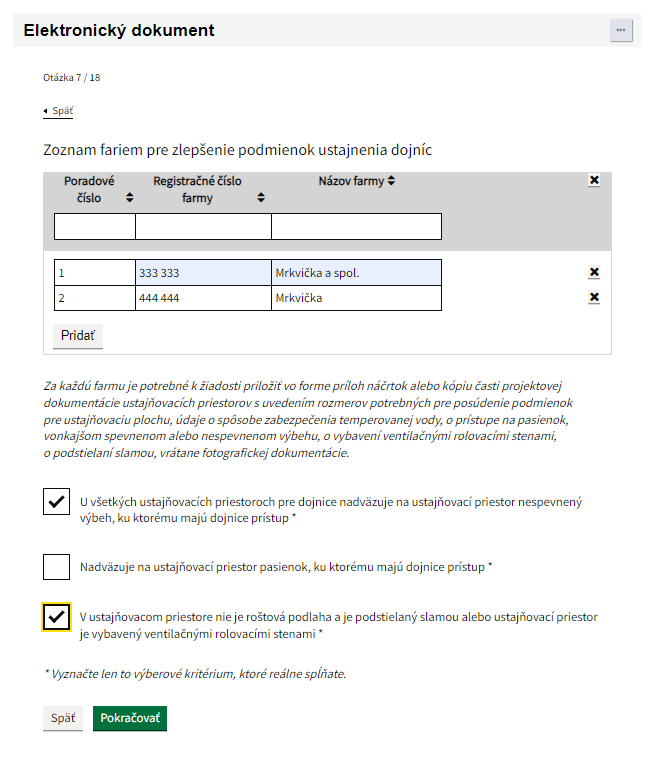 Elektronický dokument
Otázka 7 / 18
Späť
Zoznam fariem pre zlepšenie podmienok ustajnenia dojníc
Poradové číslo
Registračné číslo farmy
Názov farmy
1 333 333 Mrkvička a spol.
2 444 444 Mrkvička
Pridať
Za každú farmu je potrebné k žiadosti priložiť vo forme príloh náčrtok alebo kópiu časti projektovej
dokumentácie ustajňovacích priestorov s uvedením rozmerov potrebných pre posúdenie podmienok
pre ustajňovaciu plochu, údaje o spôsobe zabezpečenia temperovanej vody, o prístupe na pasienok,
vonkajšom spevnenom alebo nespevnenom výbehu, o vybavení ventilačnými rolovacími stenami,
o podstielaní slamou, vrátane fotografickej dokumentácie.
U všetkých ustajňovacích priestoroch pre dojnice nadväzuje na ustajňovací priestor nespevnený
výbeh, ku ktorému majú dojnice prístup *
Nadväzuje na ustajňovací priestor pasienok, ku ktorému majú dojnice prístup *
V ustajňovacom priestore nie je roštová podlaha a je podstielaný slamou alebo ustajňovací priestor
je vybavený ventilačnými rolovacími stenami *
* Vyznačte len to výberové kritérium, ktoré reálne spĺňate.
Späť
Pokračovať